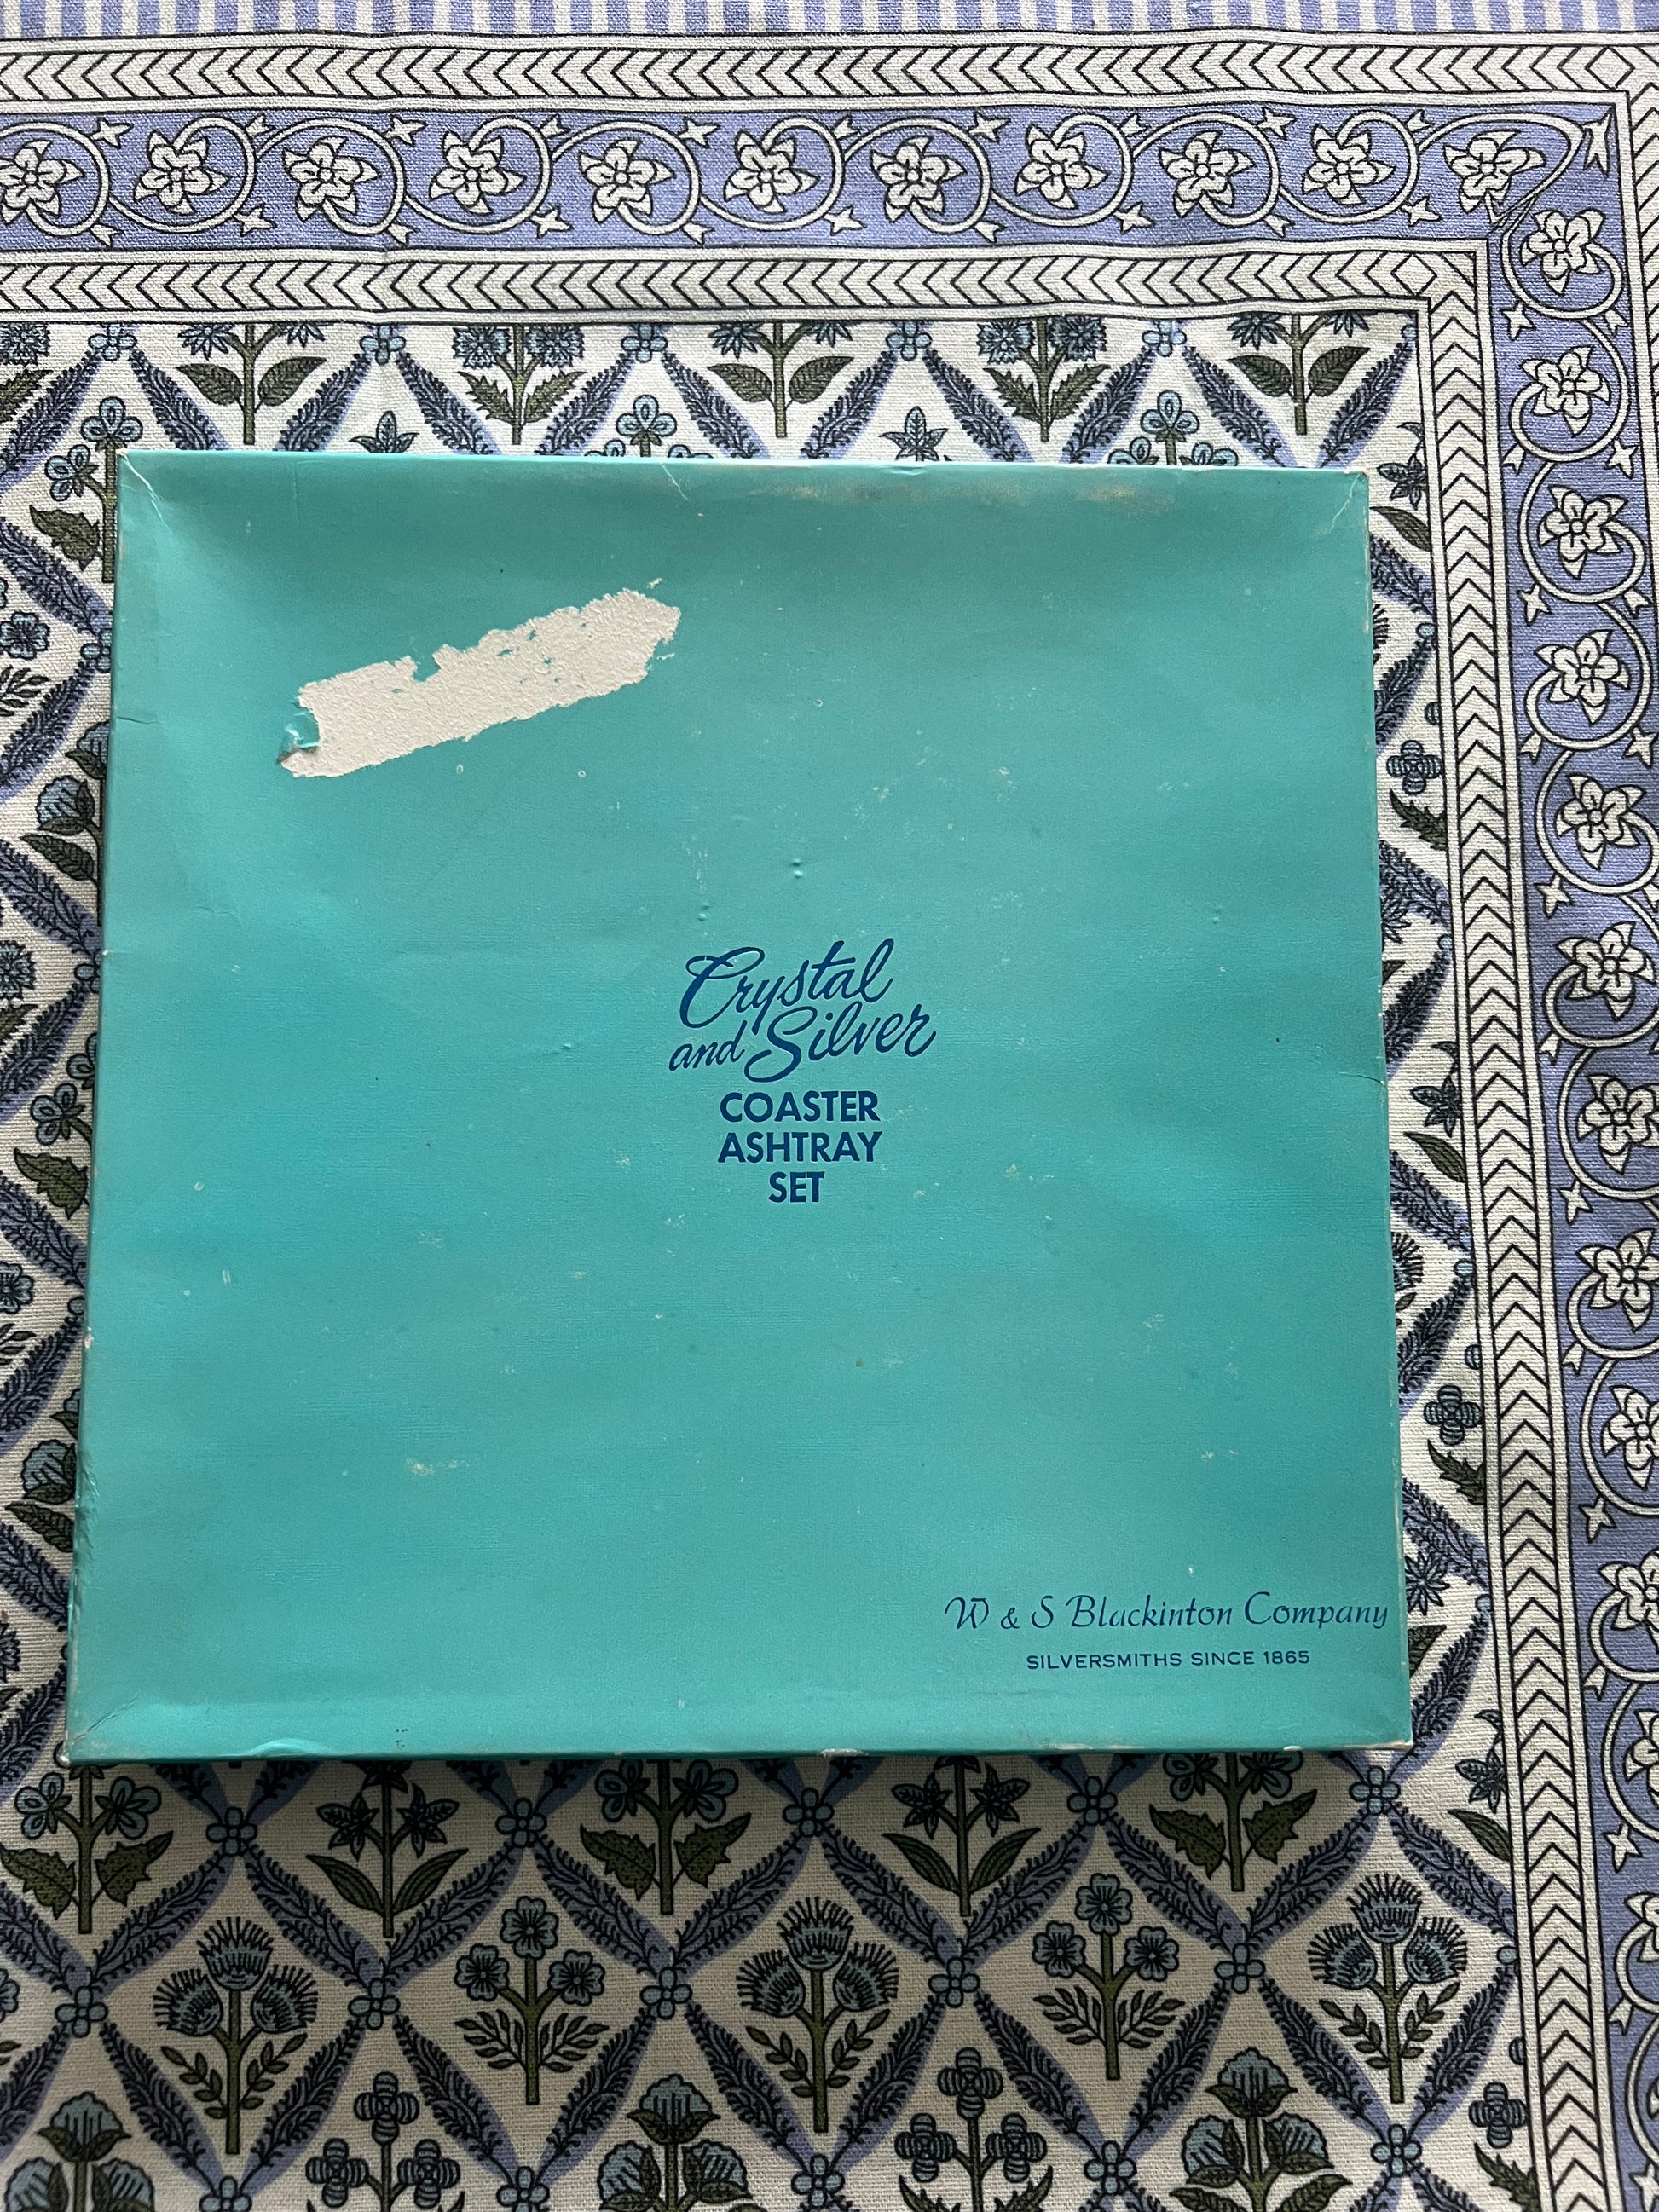 Crystal
and Silver
COASTER
ASHTRAY
SET
W & S Blackinton Company
SILVERSMITHS SINCE 1865